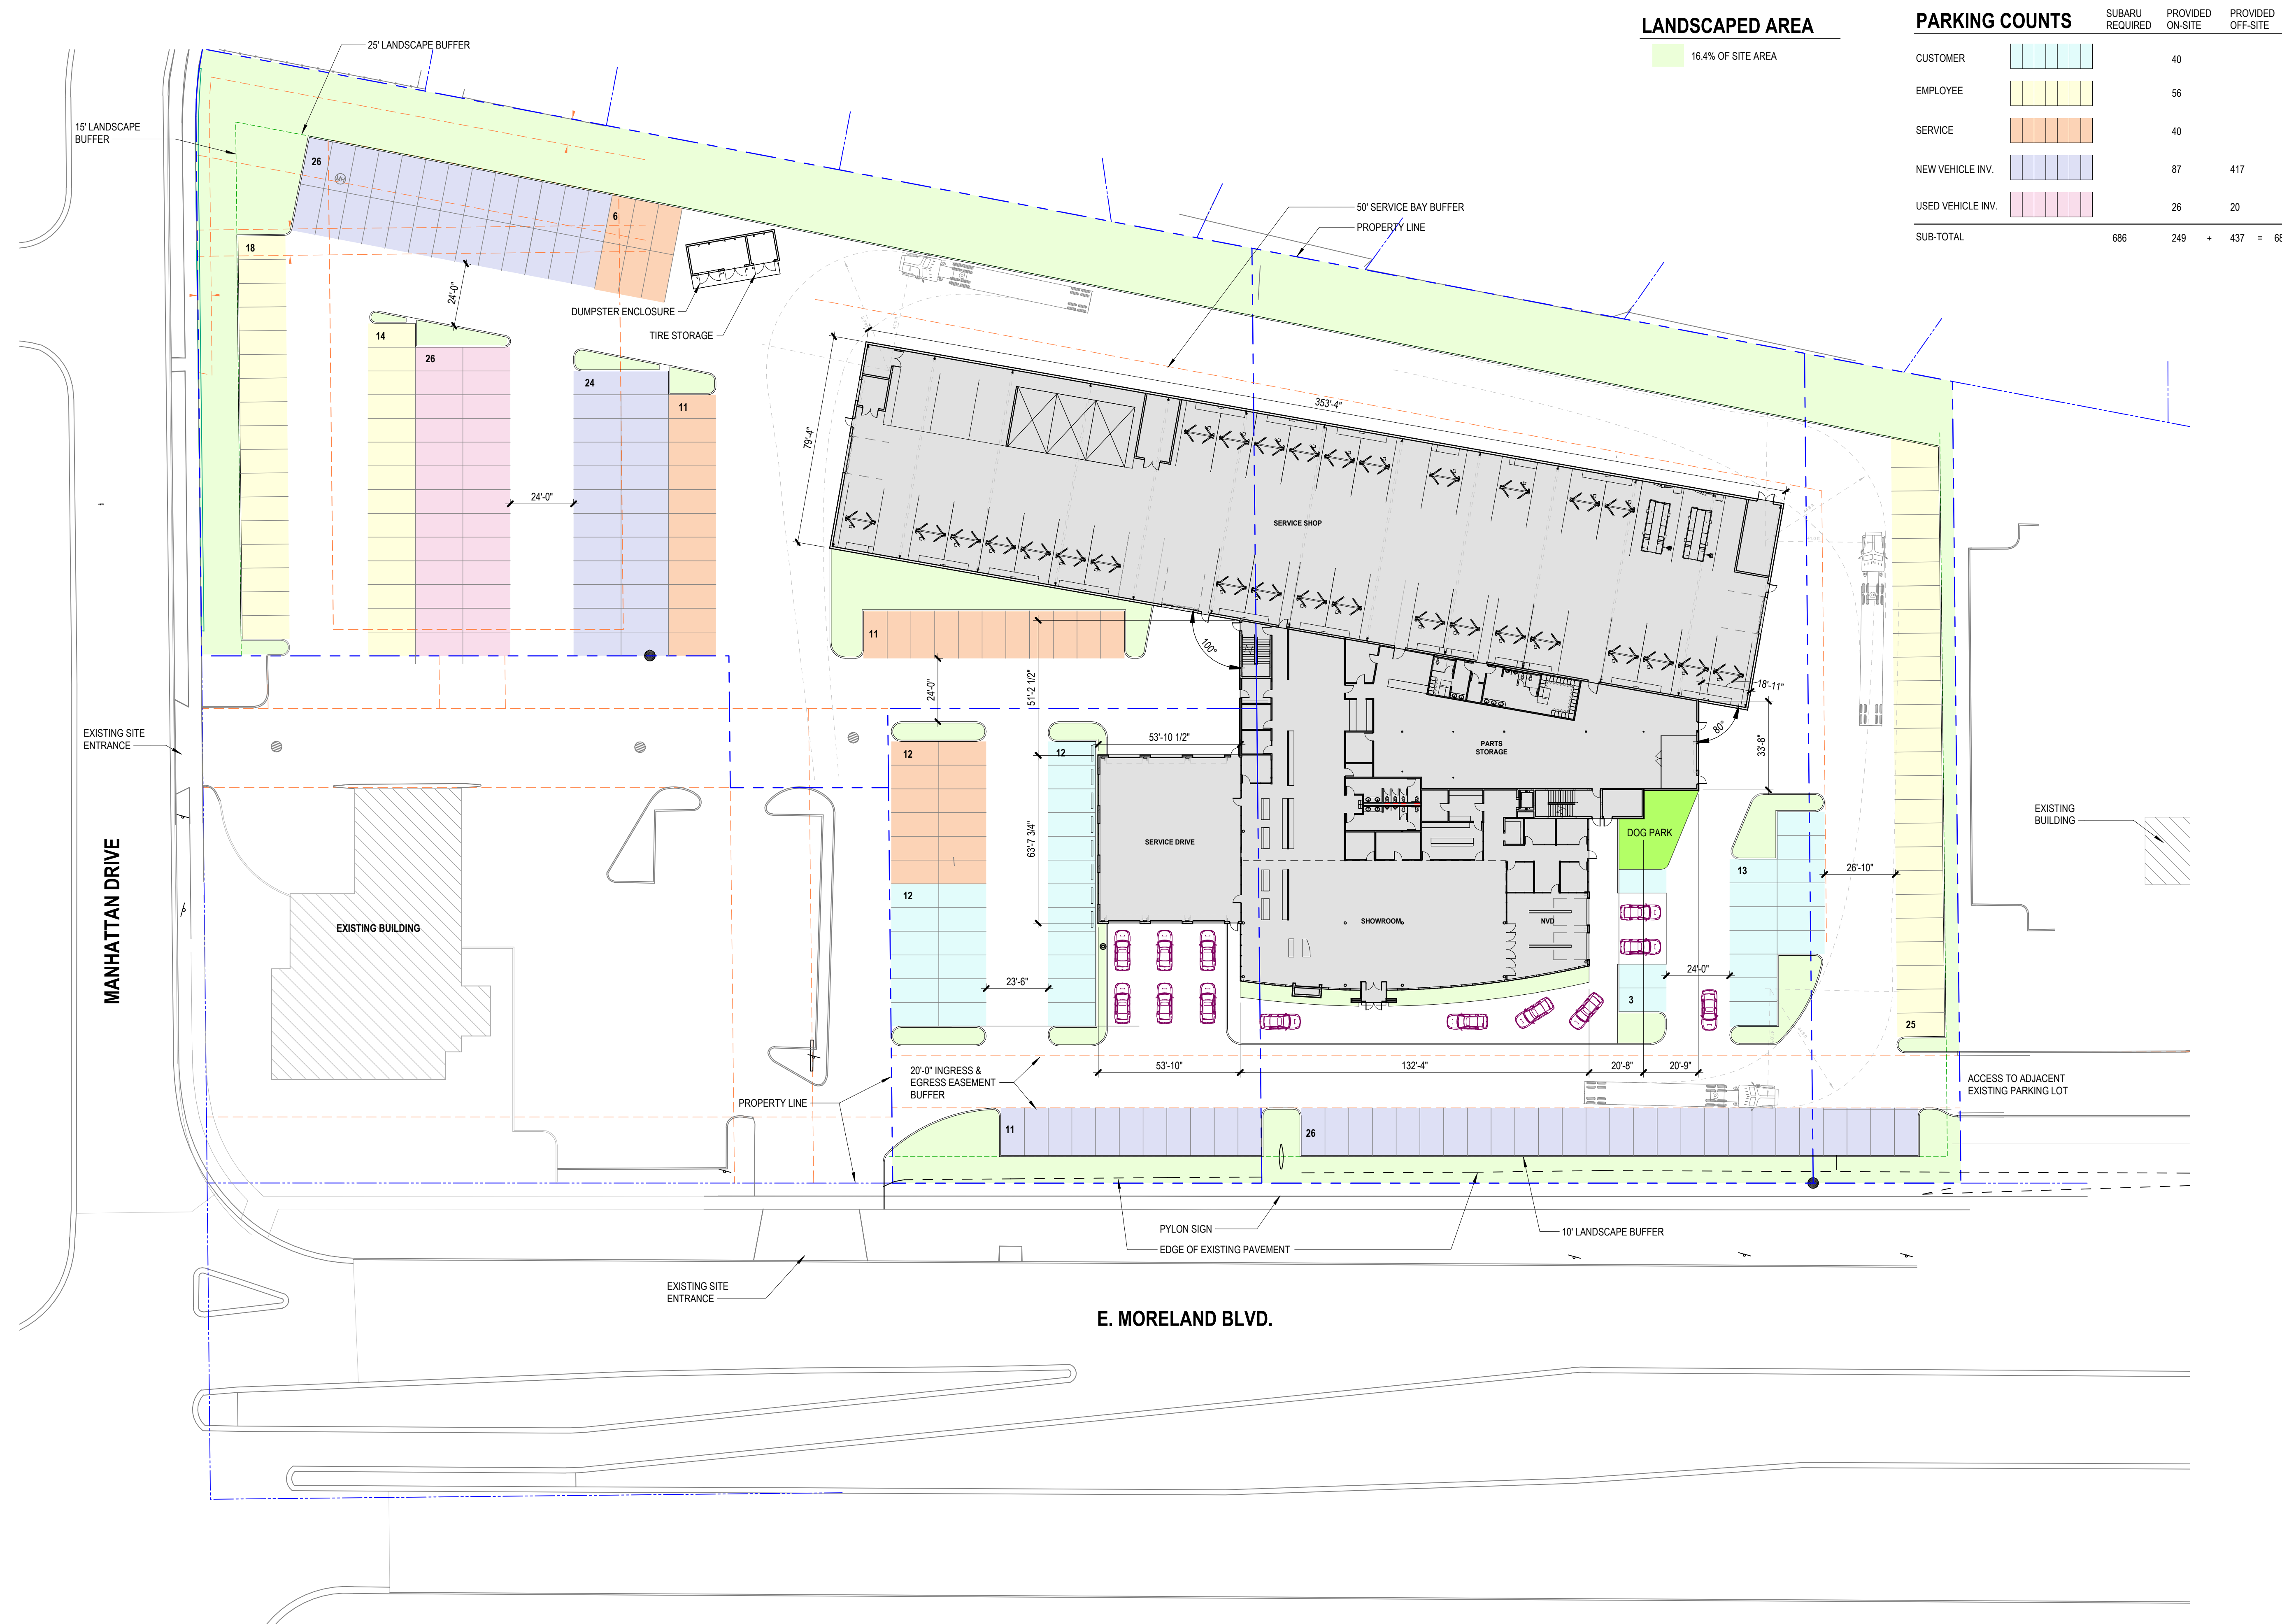 LANDSCAPED AREA
16.4% OF SITE AREA
PARKING COUNTS
SUBARU REQUIRED
PROVIDED ON-SITE
PROVIDED OFF-SITE
CUSTOMER 40
EMPLOYEE 56
SERVICE 40
NEW VEHICLE INV. 87 417
USED VEHICLE INV. 26 20
SUB-TOTAL 686 249 + 437 = 68
25' LANDSCAPE BUFFER
15' LANDSCAPE
BUFFER
26
6
18
24'-0"
DUMPSTER ENCLOSURE
TIRE STORAGE
50' SERVICE BAY BUFFER
PROPERTY LINE
14
26
24
11
24'-0"
79'-4"
353'-4"
SERVICE SHOP
11
100°
24'-0"
51'-2 1/2"
18'-11"
80°
33'-8"
EXISTING SITE
ENTRANCE
12
12
53'-10 1/2"
PARTS
STORAGE
63'-7 3/4"
SERVICE DRIVE
DOG PARK
EXISTING
BUILDING
MANHATTAN DRIVE
EXISTING BUILDING
12
13
26'-10"
SHOWROOM
NVD
23'-6"
24'-0"
3
25
53'-10"
132'-4"
20'-8"
20'-9"
20'-0" INGRESS &
EGRESS EASEMENT
BUFFER
PROPERTY LINE
ACCESS TO ADJACENT
EXISTING PARKING LOT
11
26
PYLON SIGN
EDGE OF EXISTING PAVEMENT
10' LANDSCAPE BUFFER
EXISTING SITE
ENTRANCE
E. MORELAND BLVD.